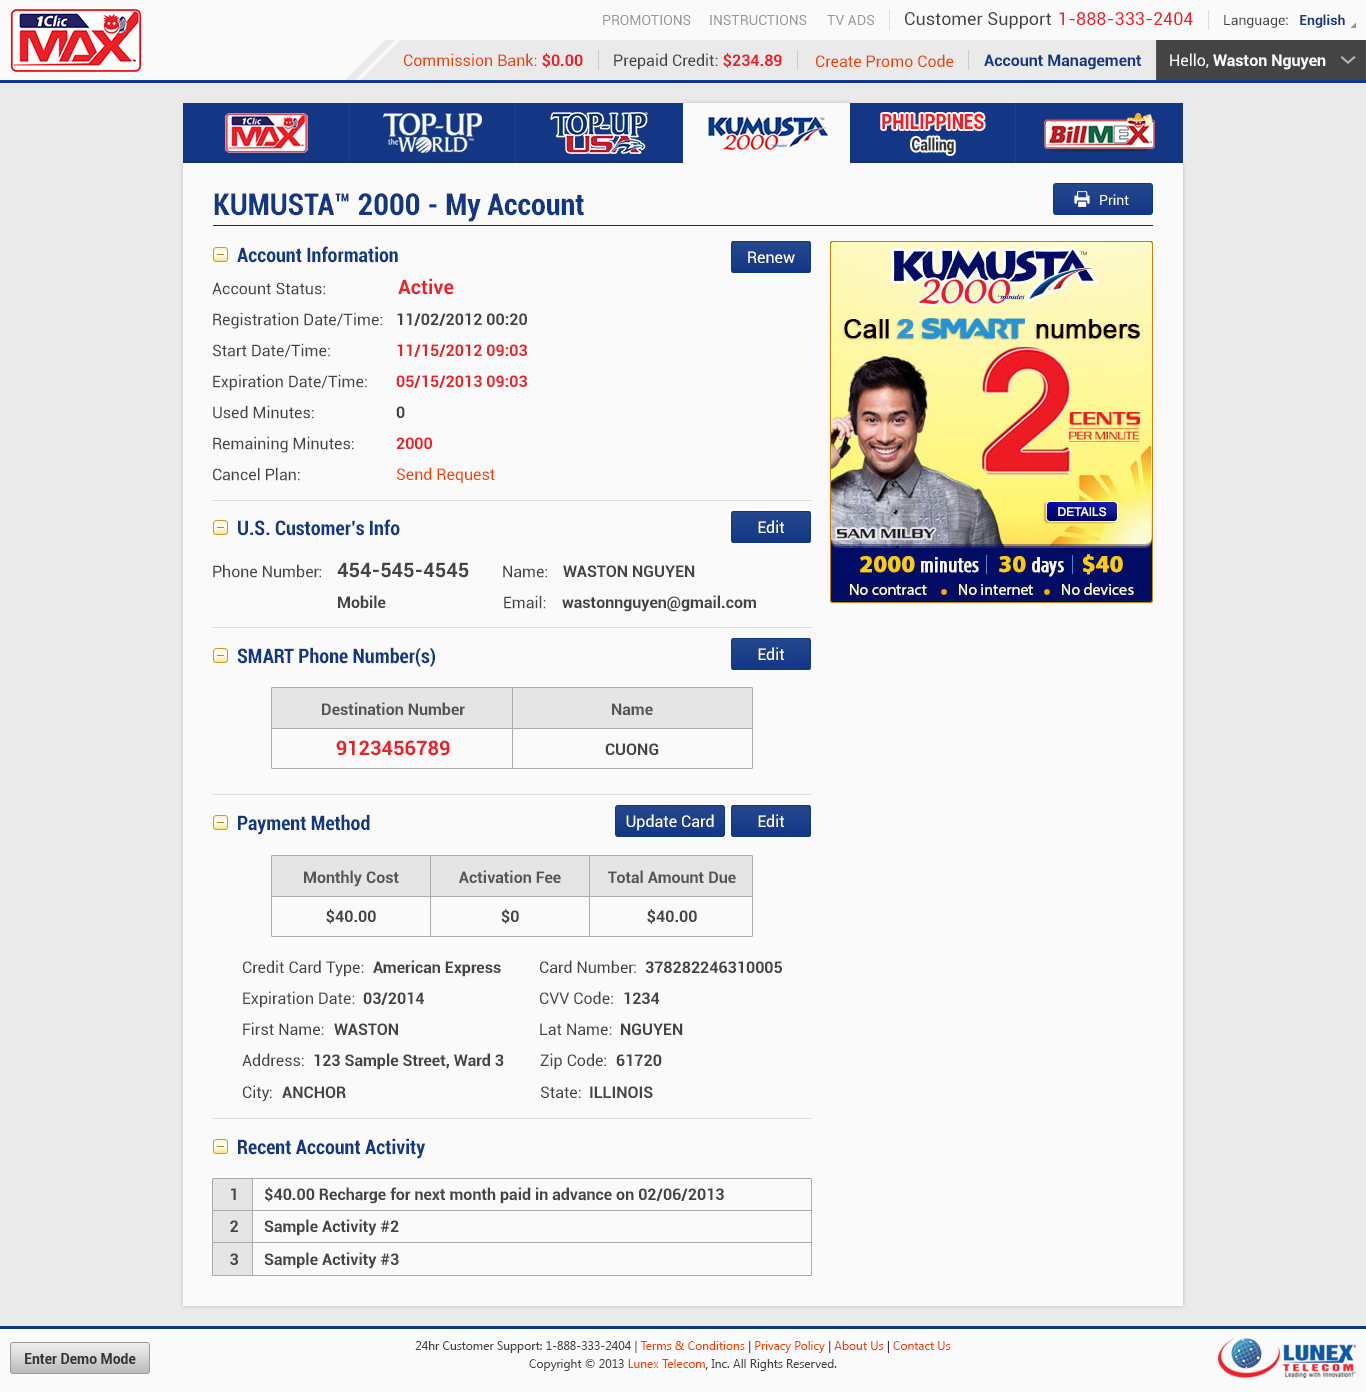 1Clic
MAX
PROMOTIONS INSTRUCTIONS TV ADS Customer Support 1-888-333-2404 Language: English
Commission Bank: $0.00 Prepaid Credit: $234.89 Create Promo Code Account Management Hello, Waston Nguyen
1Clic MAX TOP-UP the WORLD™ TOP-UP USA KUMUSTA 2000 PHILIPPINES Calling BillMEX
KUMUSTA™ 2000 - My Account Print
Account Information Renew
Account Status: Active
Registration Date/Time: 11/02/2012 00:20
Start Date/Time: 11/15/2012 09:03
Expiration Date/Time: 05/15/2013 09:03
Used Minutes: 0
Remaining Minutes: 2000
Cancel Plan: Send Request
KUMUSTA™
2000 minutes
Call 2 SMART numbers
2 CENTS
PER MINUTE
DETAILS
SAM MILBY
2000 minutes 30 days $40
No contract • No internet • No devices
U.S. Customer's Info Edit
Phone Number: 454-545-4545 Name: WASTON NGUYEN
Mobile Email: wastonnguyen@gmail.com
SMART Phone Number(s) Edit
Destination Number Name
9123456789 CUONG
Payment Method Update Card Edit
Monthly Cost Activation Fee Total Amount Due
$40.00 $0 $40.00
Credit Card Type: American Express Card Number: 378282246310005
Expiration Date: 03/2014 CVV Code: 1234
First Name: WASTON Lat Name: NGUYEN
Address: 123 Sample Street, Ward 3 Zip Code: 61720
City: ANCHOR State: ILLINOIS
Recent Account Activity
1 $40.00 Recharge for next month paid in advance on 02/06/2013
2 Sample Activity #2
3 Sample Activity #3
Enter Demo Mode
24hr Customer Support: 1-888-333-2404 | Terms & Conditions | Privacy Policy | About Us | Contact Us
Copyright © 2013 Lunex Telecom, Inc. All Rights Reserved.
LUNEX
TELECOM
Leading with Innovation!